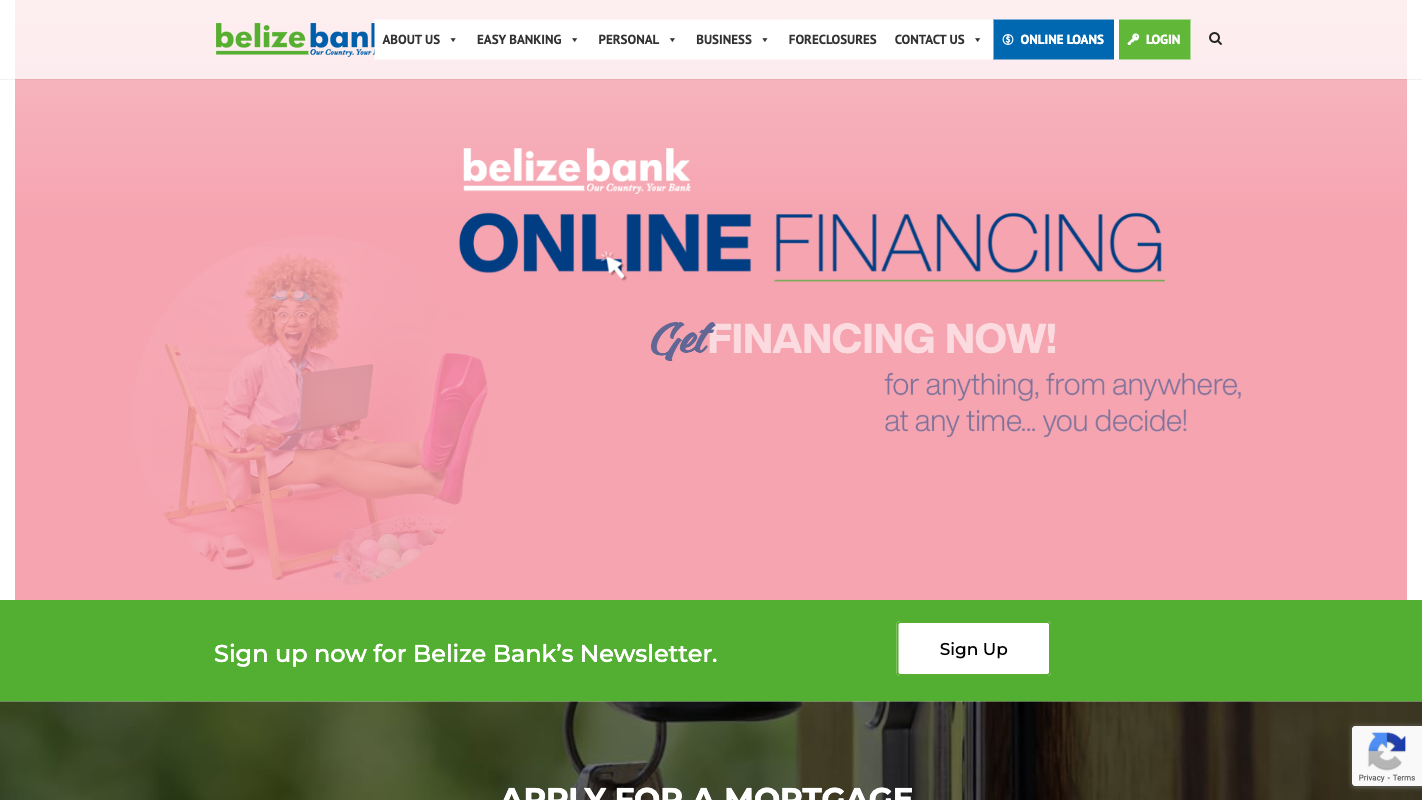 belize bank
Our Country. Your
ABOUT US
EASY BANKING
PERSONAL
BUSINESS
FORECLOSURES
CONTACT US
ONLINE LOANS
LOGIN
belize bank
Our Country. Your Bank
ONLINE FINANCING
Get FINANCING NOW!
for anything, from anywhere,
at any time... you decide!
Sign up now for Belize Bank’s Newsletter.
Sign Up
APPLY FOR A MORTGAGE
Privacy - Terms